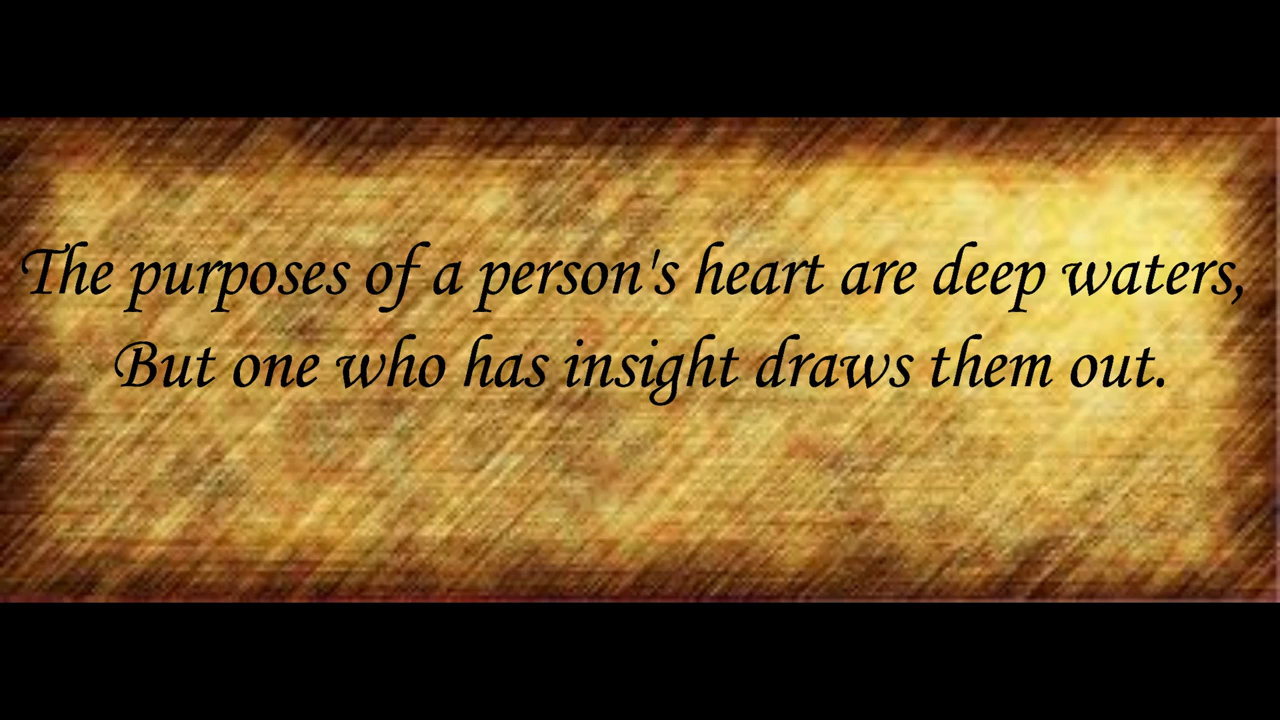 The purposes of a person's heart are deep waters,
But one who has insight draws them out.